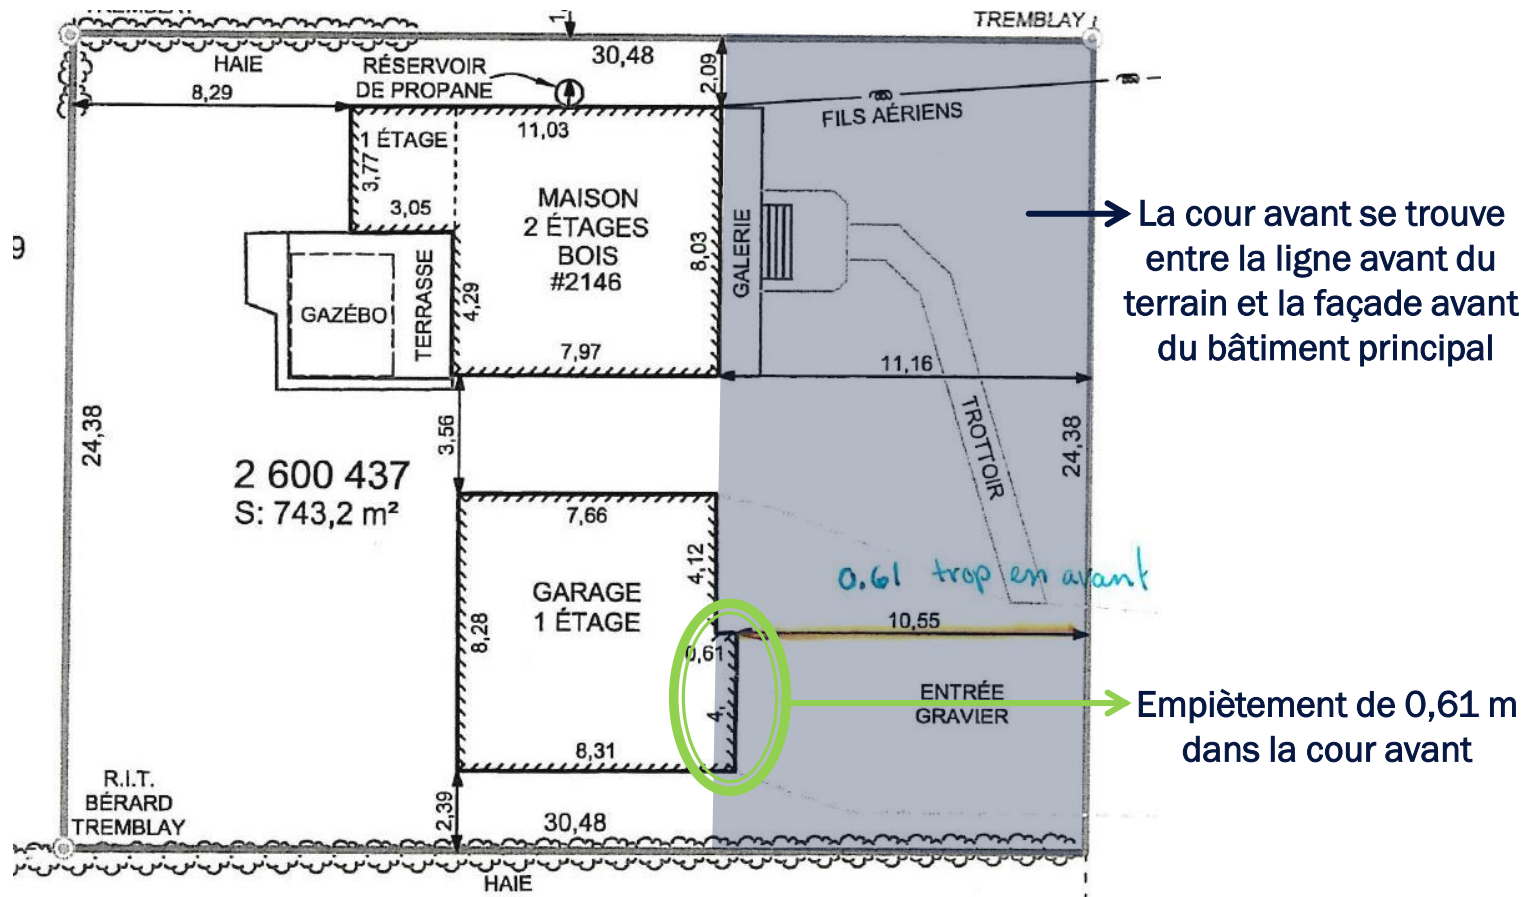 TREMBLAY
1,
TREMBLAY
HAIE
RÉSERVOIR
DE PROPANE
30,48
2,09
8,29
FILS AÉRIENS
11,03
1 ÉTAGE
3,77
3,05
MAISON
2 ÉTAGES
BOIS
#2146
8,03
GALERIE
La cour avant se trouve
entre la ligne avant du
terrain et la façade avant
du bâtiment principal
9
GAZÉBO
TERRASSE
4,29
7,97
11,16
24,38
3,56
TROTTOIR
24,38
2 600 437
S: 743,2 m²
7,66
4,12
0.61 trop en avant
GARAGE
1 ÉTAGE
8,28
10,55
0,61
4,
ENTRÉE
GRAVIER
Empiètement de 0,61 m
dans la cour avant
8,31
R.I.T.
BÉRARD
TREMBLAY
2,39
30,48
HAIE